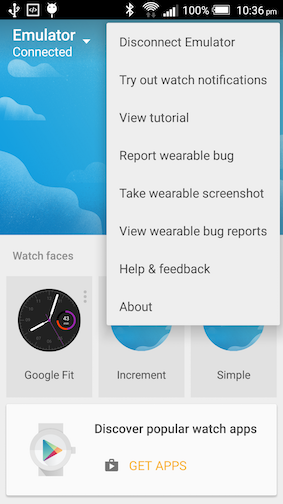 100% 10:36 pm
Emulator
Connected
Disconnect Emulator
Try out watch notifications
View tutorial
Report wearable bug
Take wearable screenshot
View wearable bug reports
Help & feedback
About
Watch faces
43
Google Fit
Increment
Simple
Discover popular watch apps
GET APPS